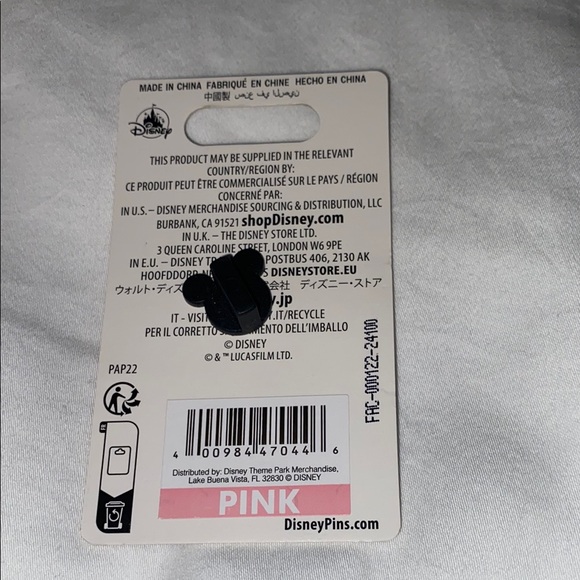 MADE IN CHINA FABRIQUÉ EN CHINE HECHO EN CHINA
中國製
Disney
THIS PRODUCT MAY BE SUPPLIED IN THE RELEVANT
COUNTRY/REGION BY:
CE PRODUIT PEUT ÊTRE COMMERCIALISÉ SUR LE PAYS / RÉGION
CONCERNÉ PAR:
IN U.S. – DISNEY MERCHANDISE SOURCING & DISTRIBUTION, LLC
BURBANK, CA 91521 shopDisney.com
IN U.K. – THE DISNEY STORE LTD.
3 QUEEN CAROLINE STREET, LONDON W6 9PE
IN E.U. – DISNEY POSTBUS 406, 2130 AK
HOOFDDORP DISNEYSTORE.EU
ウォルト・ディズ 会社 ディズニー・ストア
.jp
IT - VISIT .IT/RECYCLE
PER IL CORRETTO DELL'IMBALLO
© DISNEY
© & ™ LUCASFILM LTD.
PAP22
FAC-000122-24100
FR
4 00984 47044 6
Distributed by: Disney Theme Park Merchandise,
Lake Buena Vista, FL 32830 © DISNEY
PINK
DisneyPins.com